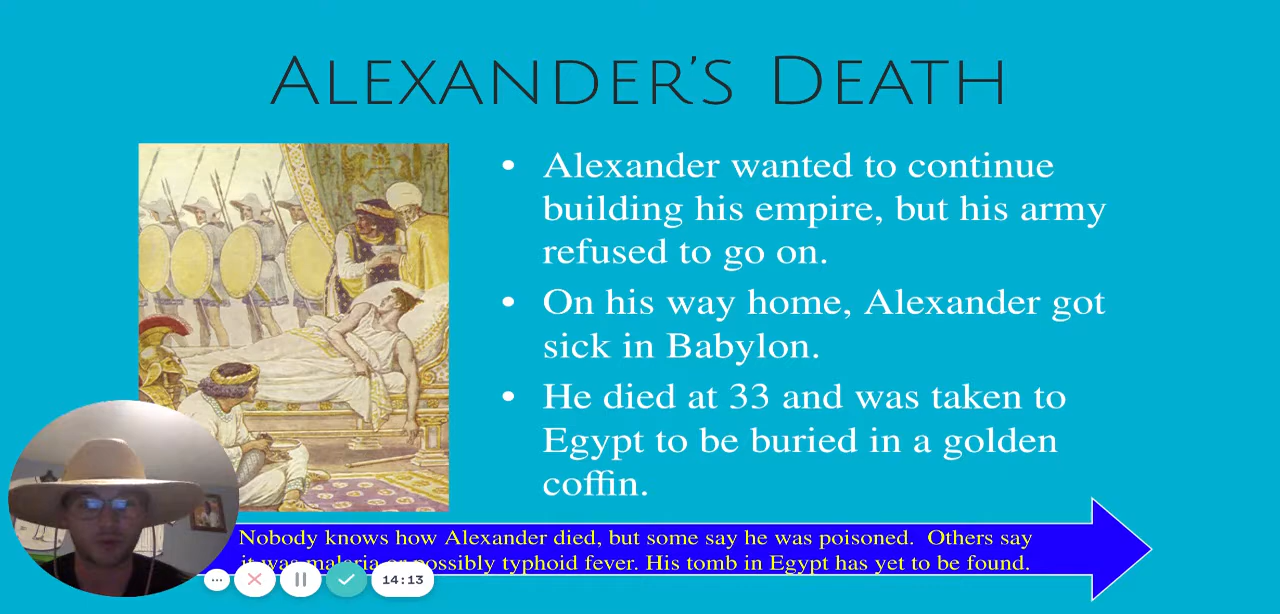 ALEXANDER'S DEATH
• Alexander wanted to continue
building his empire, but his army
refused to go on.
• On his way home, Alexander got
sick in Babylon.
• He died at 33 and was taken to
Egypt to be buried in a golden
coffin.
Nobody knows how Alexander died, but some say he was poisoned. Others say
it was malaria or possibly typhoid fever. His tomb in Egypt has yet to be found.
14:13